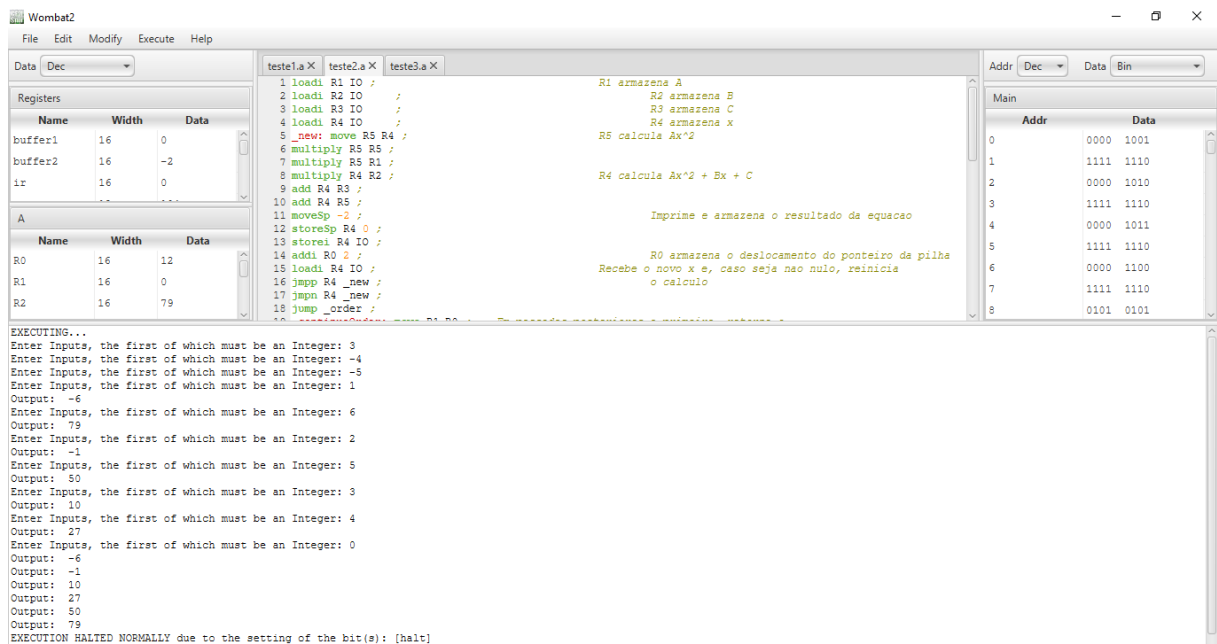 Wombat2
File Edit Modify Execute Help
Data Dec
Registers
Name Width Data
buffer1 16 0
buffer2 16 -2
ir 16 0
A
Name Width Data
R0 16 12
R1 16 0
R2 16 79
teste1.a X teste2.a X teste3.a X
1 loadi R1 IO ; R1 armazena A
2 loadi R2 IO ; R2 armazena B
3 loadi R3 IO ; R3 armazena C
4 loadi R4 IO ; R4 armazena x
5 _new: move R5 R4 ; R5 calcula Ax^2
6 multiply R5 R5 ;
7 multiply R5 R1 ;
8 multiply R4 R2 ; R4 calcula Ax^2 + Bx + C
9 add R4 R3 ;
10 add R4 R5 ;
11 moveSp -2 ; Imprime e armazena o resultado da equacao
12 storeSp R4 0 ;
13 storei R4 IO ;
14 addi R0 2 ; R0 armazena o deslocamento do ponteiro da pilha
15 loadi R4 IO ; Recebe o novo x e, caso seja nao nulo, reinicia
16 jmpp R4 _new ; o calculo
17 jmpn R4 _new ;
18 jump _order ;
Addr Dec Data Bin
Main
Addr Data
0 0000 1001
1 1111 1110
2 0000 1010
3 1111 1110
4 0000 1011
5 1111 1110
6 0000 1100
7 1111 1110
8 0101 0101
EXECUTING...
Enter Inputs, the first of which must be an Integer: 3
Enter Inputs, the first of which must be an Integer: -4
Enter Inputs, the first of which must be an Integer: -5
Enter Inputs, the first of which must be an Integer: 1
Output: -6
Enter Inputs, the first of which must be an Integer: 6
Output: 79
Enter Inputs, the first of which must be an Integer: 2
Output: -1
Enter Inputs, the first of which must be an Integer: 5
Output: 50
Enter Inputs, the first of which must be an Integer: 3
Output: 10
Enter Inputs, the first of which must be an Integer: 4
Output: 27
Enter Inputs, the first of which must be an Integer: 0
Output: -6
Output: -1
Output: 10
Output: 27
Output: 50
Output: 79
EXECUTION HALTED NORMALLY due to the setting of the bit(s): [halt]